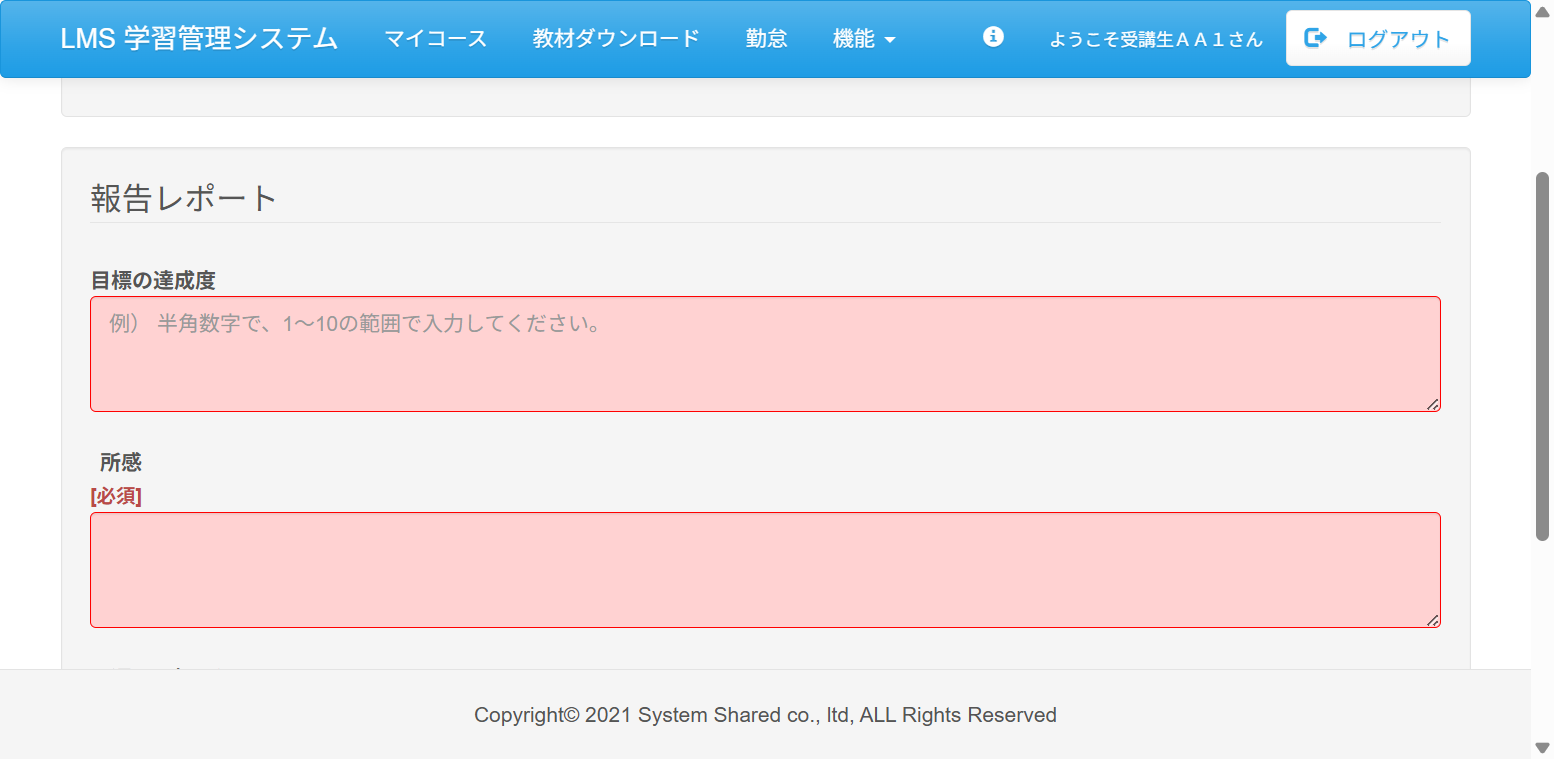 LMS 学習管理システム マイコース 教材ダウンロード 勤怠 機能 ようこそ受講生ＡＡ１さん ログアウト
報告レポート
目標の達成度
例） 半角数字で、1～10の範囲で入力してください。
所感
[必須]
Copyright© 2021 System Shared co., ltd, ALL Rights Reserved